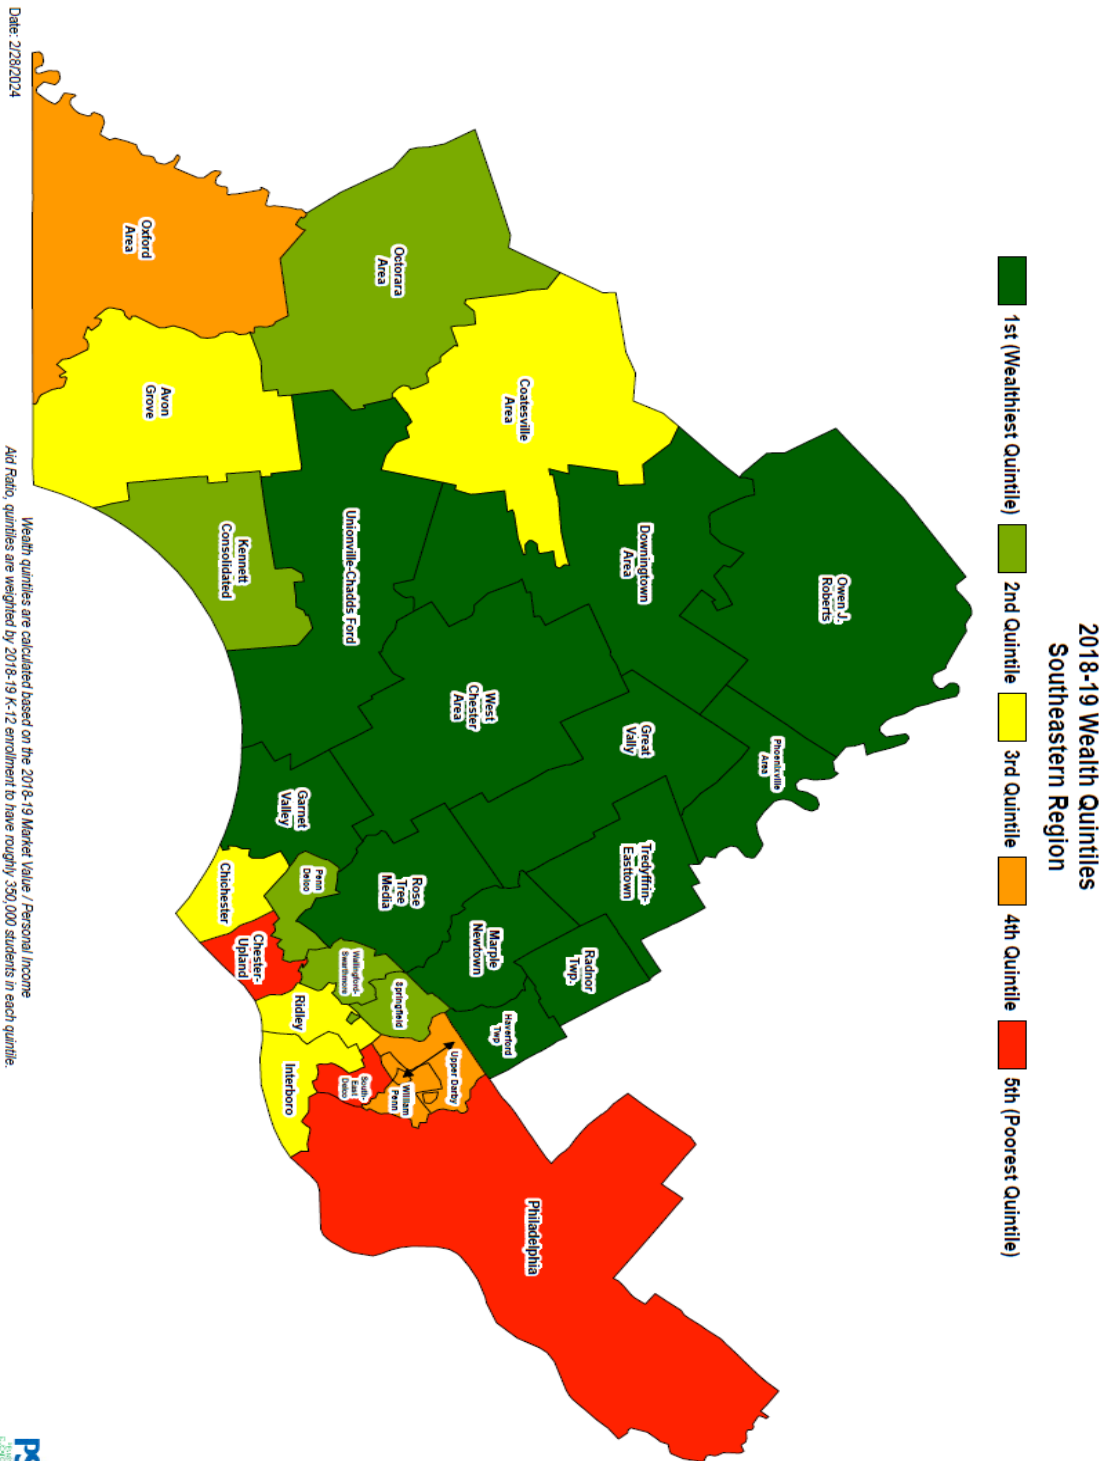 2018-19 Wealth Quintiles
Southeastern Region
1st (Wealthiest Quintile)
2nd Quintile
3rd Quintile
4th Quintile
5th (Poorest Quintile)
Owen J.
Roberts
Phoenixville
Area
Downingtown
Area
Great
Vally
Tredyffrin-
Easttown
Radnor
Twp.
Coatesville
Area
West
Chester
Area
Marple
Newtown
Haverford
Twp
Philadelphia
Octorara
Area
Unionville-Chadds Ford
Rose
Tree
Media
Springfield
Upper Darby
William
Penn
Wallingford-
Swarthmore
South-
East
Delco
Penn
Delco
Garnet
Valley
Ridley
Interboro
Kennett
Consolidated
Chester-
Upland
Chichester
Oxford
Area
Avon
Grove
Wealth quintiles are calculated based on the 2018-19 Market Value / Personal Income
Aid Ratio, quintiles are weighted by 2018-19 K-12 enrollment to have roughly 350,000 students in each quintile.
Date: 2/28/2024